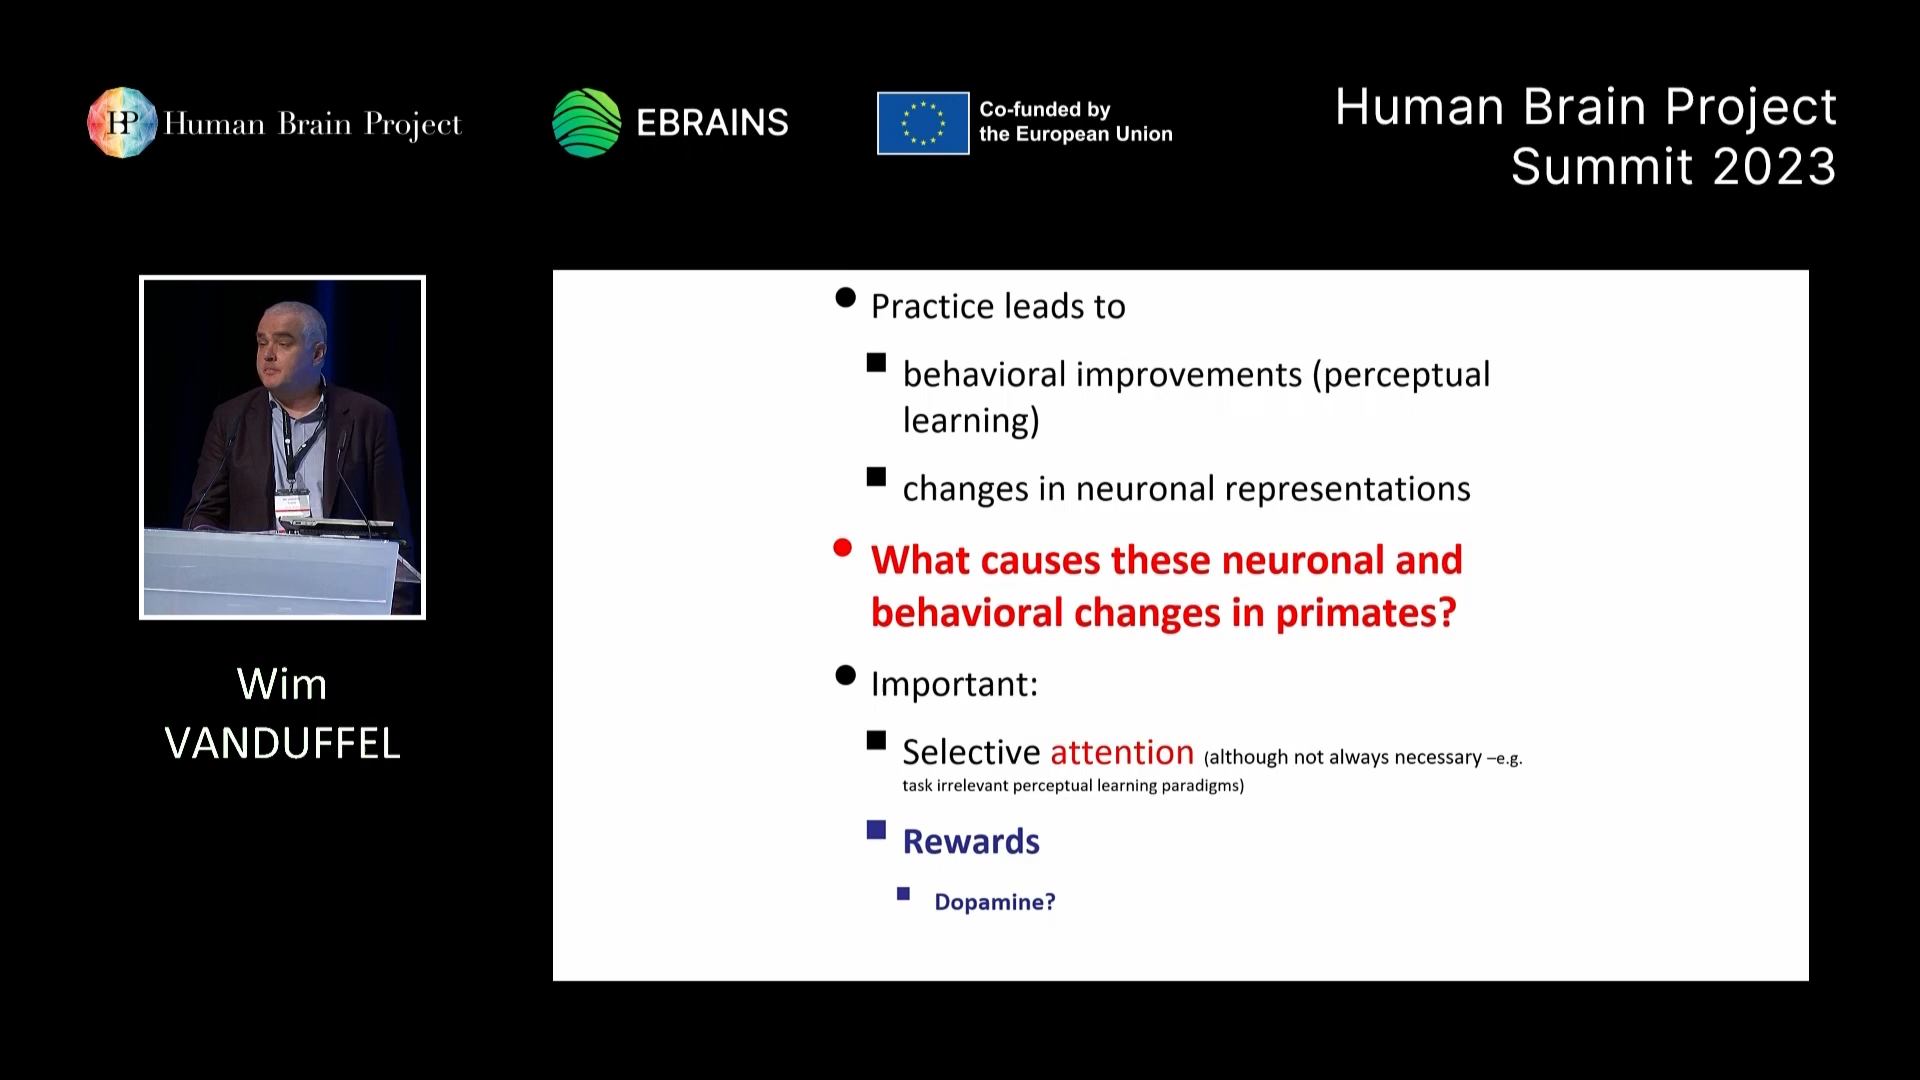 HP Human Brain Project
EBRAINS
Co-funded by
the European Union
Human Brain Project
Summit 2023
Wim
VANDUFFEL
Practice leads to
behavioral improvements (perceptual
learning)
changes in neuronal representations
What causes these neuronal and
behavioral changes in primates?
Important:
Selective attention (although not always necessary –e.g.
task irrelevant perceptual learning paradigms)
Rewards
Dopamine?